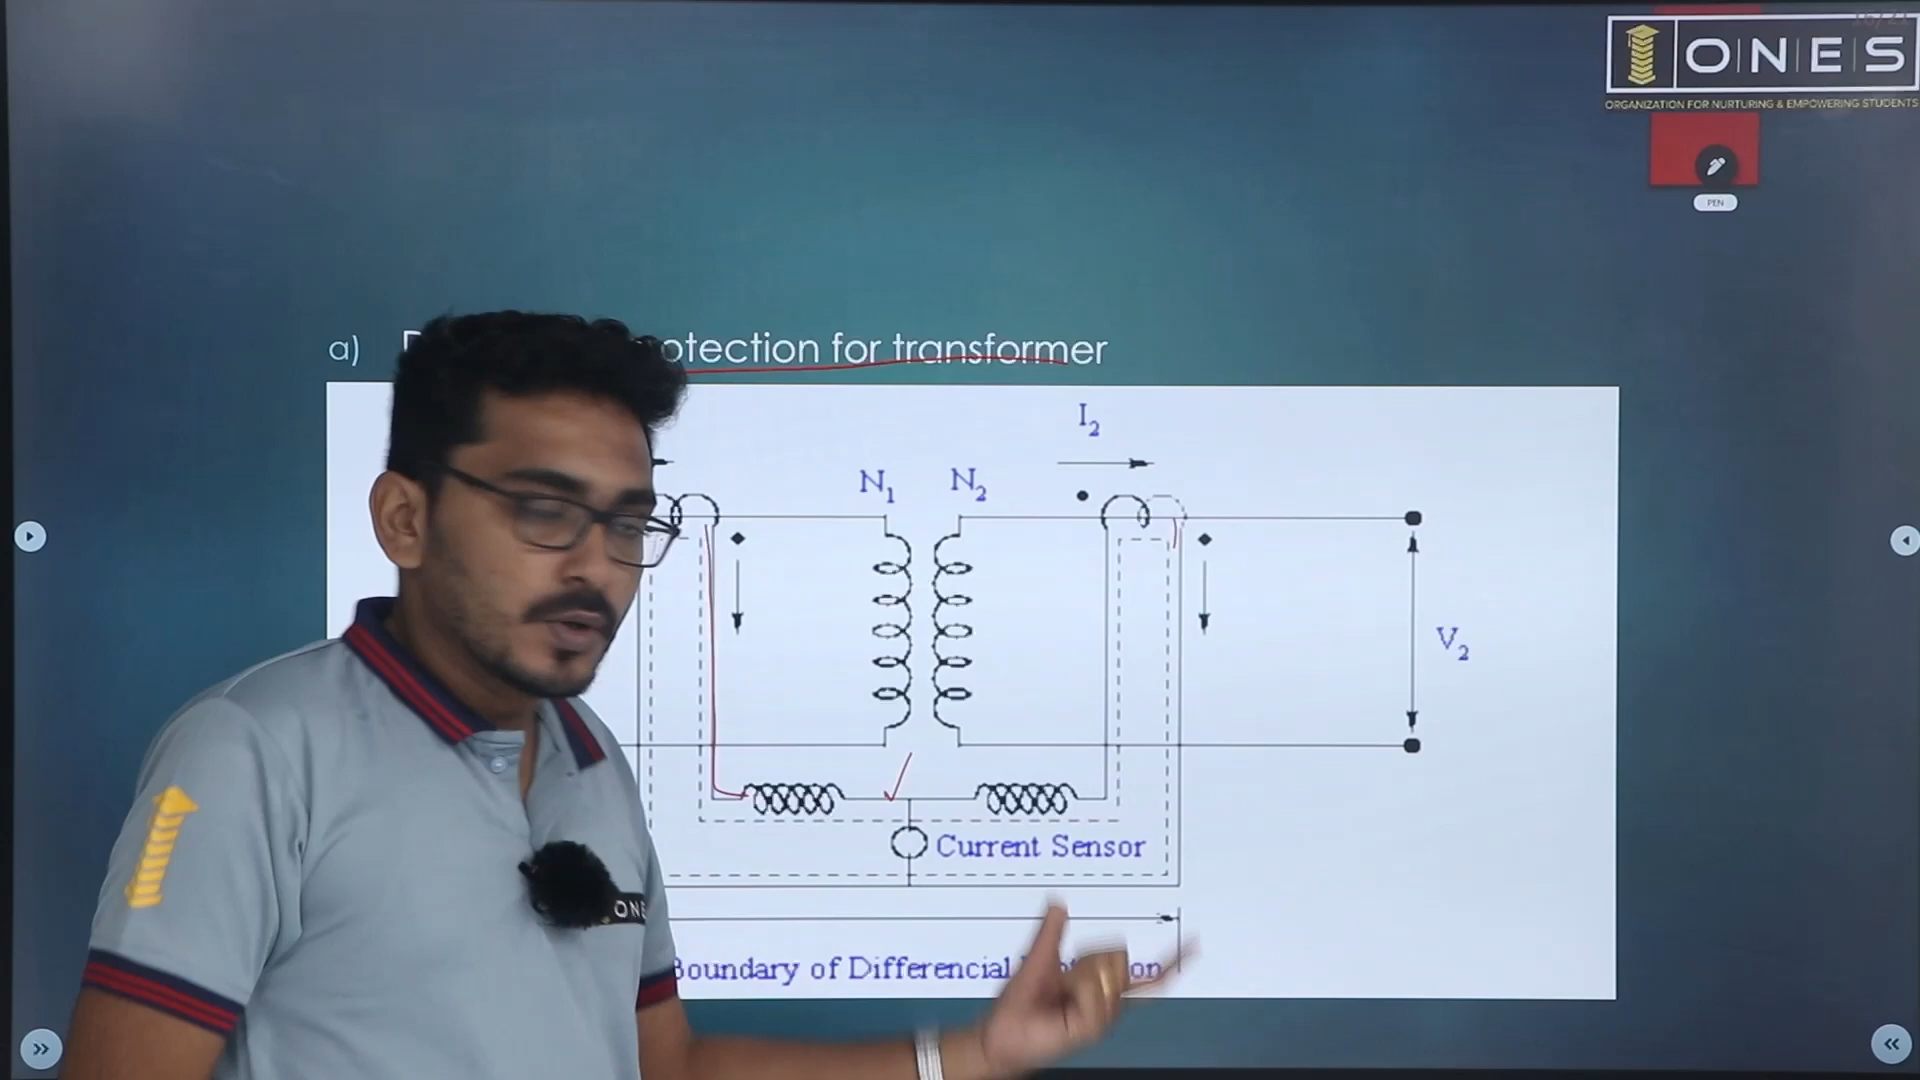 ONES
ORGANIZATION FOR NURTURING & EMPOWERING STUDENTS
PEN
a) otection for transformer
I2
N1 N2
V2
Current Sensor
Boundary of Differencial
ONE